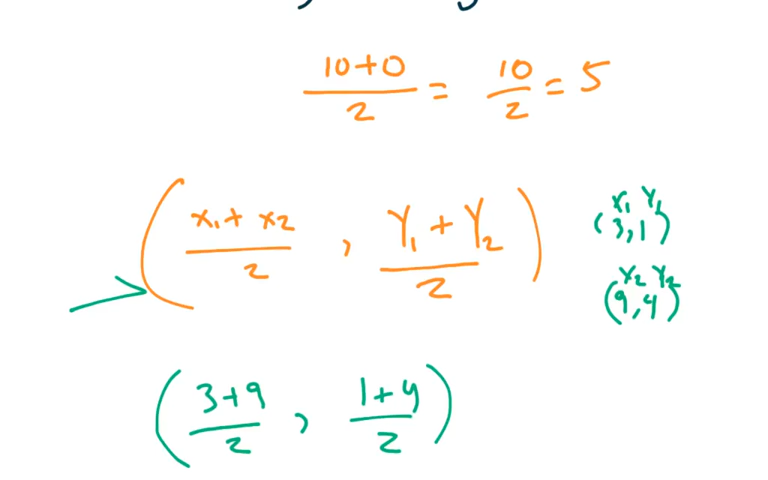 (10+0)/2 = 10/2 = 5
((x₁ + x₂)/2 , (Y₁ + Y₂)/2)
x₁ Y₁
(3,1)
x₂ Y₂
(9,4)
((3+9)/2 , (1+4)/2)